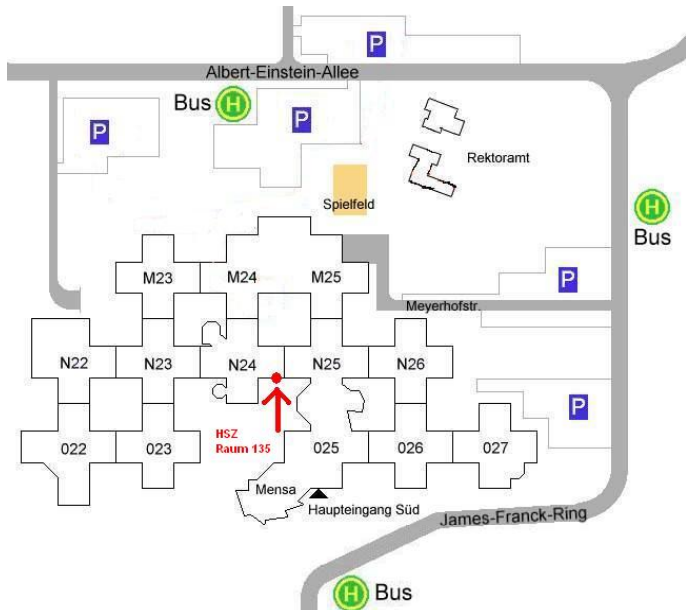 P
Albert-Einstein-Allee
Bus H
P
P
Rektoramt
Spielfeld
H
Bus
M23
M24
M25
P
Meyerhofstr.
N22
N23
N24
N25
N26
P
HSZ
Raum 135
022
023
025
026
027
Mensa
Haupteingang Süd
James-Franck-Ring
H Bus